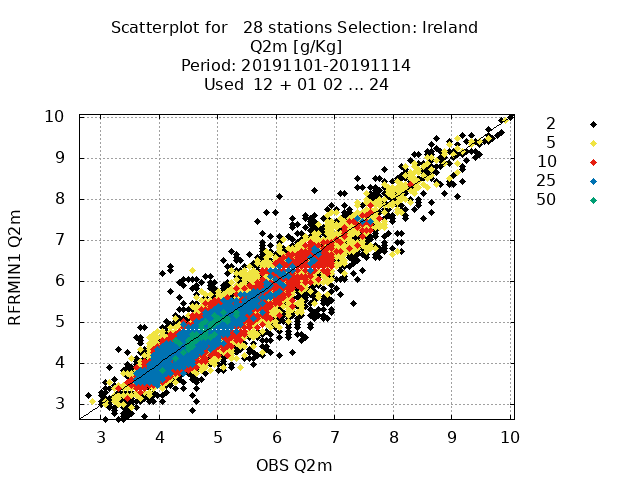 Scatterplot for   28 stations Selection: Ireland
Q2m [g/Kg]
Period: 20191101-20191114
Used  12 + 01 02 ... 24
RFRMIN1 Q2m
10
9
8
7
6
5
4
3
3 4 5 6 7 8 9 10
OBS Q2m
2
5
10
25
50